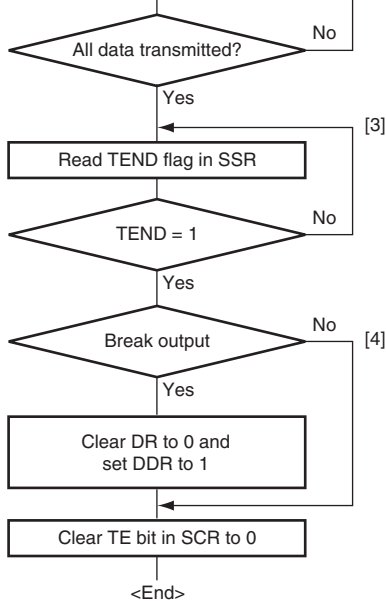 All data transmitted?
No
Yes
[3]
Read TEND flag in SSR
TEND = 1
No
Yes
Break output
No
[4]
Yes
Clear DR to 0 and
set DDR to 1
Clear TE bit in SCR to 0
<End>